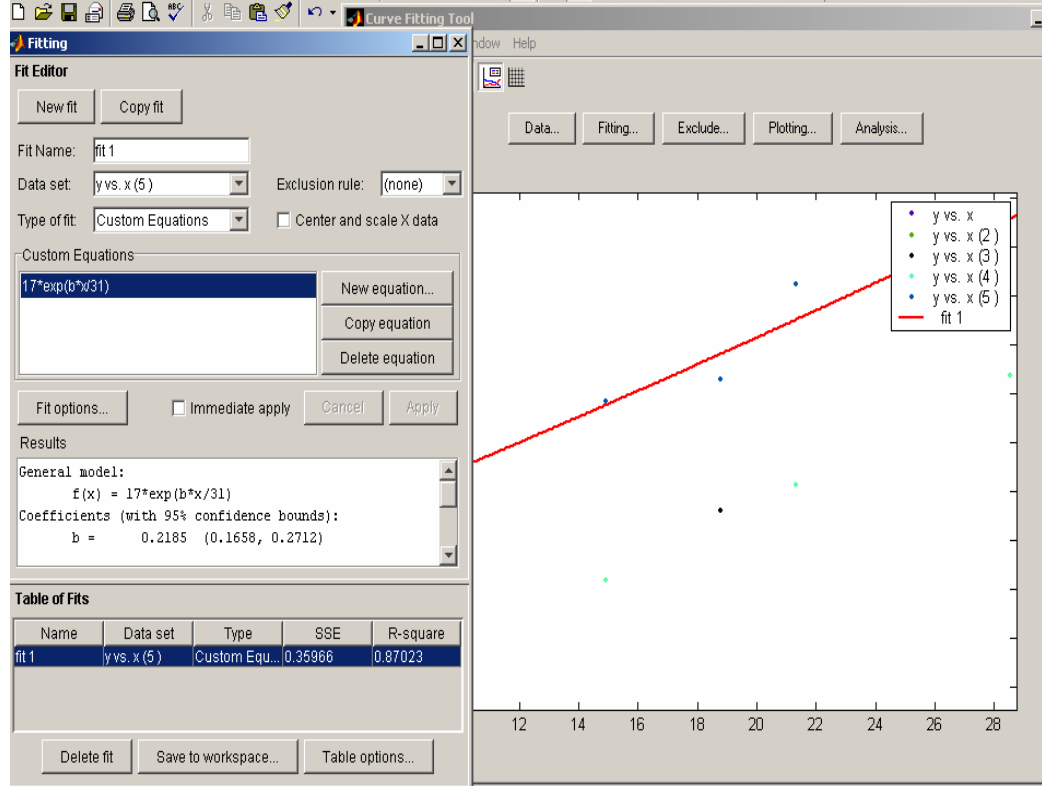 ABC
Curve Fitting Tool
Fitting
Help
Fit Editor
New fit
Copy fit
Data...
Fitting...
Exclude...
Plotting...
Analysis...
Fit Name:
fit 1
Data set:
y vs. x (5 )
Exclusion rule:
(none)
Type of fit:
Custom Equations
Center and scale X data
Custom Equations
17*exp(b*x/31)
New equation...
Copy equation
Delete equation
Fit options...
Immediate apply
Cancel
Apply
Results
General model:
f(x) = 17*exp(b*x/31)
Coefficients (with 95% confidence bounds):
b = 0.2185 (0.1658, 0.2712)
Table of Fits
Name Data set Type SSE R-square
fit 1 y vs. x (5 ) Custom Equ... 0.35966 0.87023
Delete fit
Save to workspace...
Table options...
y vs. x
y vs. x (2 )
y vs. x (3 )
y vs. x (4 )
y vs. x (5 )
fit 1
12 14 16 18 20 22 24 26 28